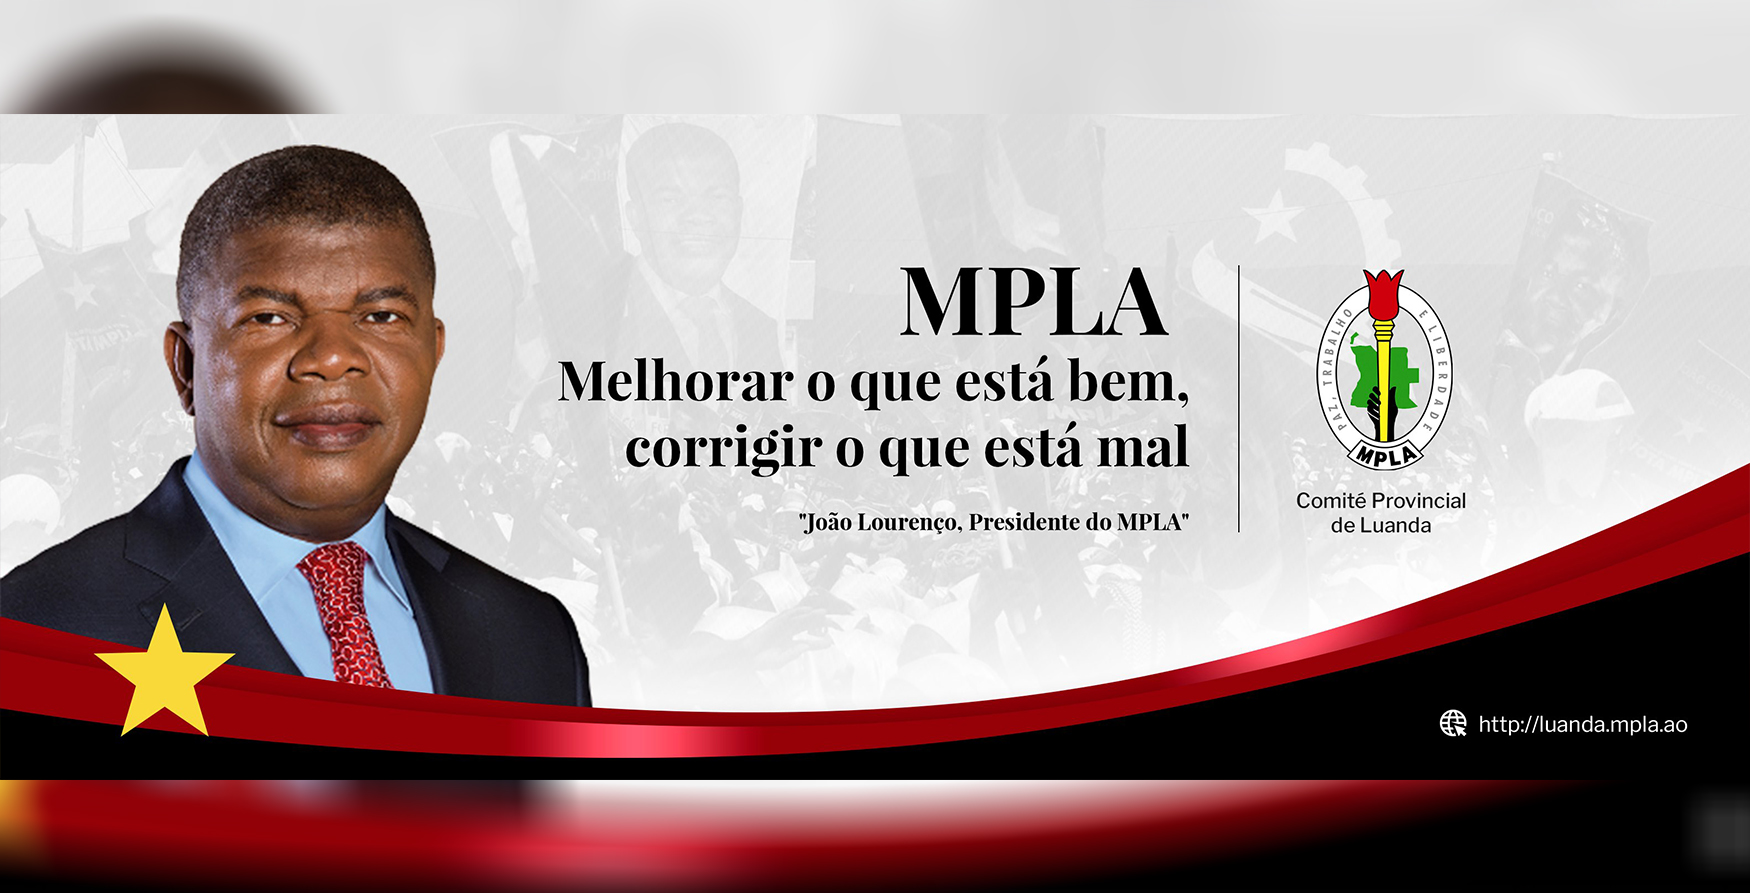 MPLA
Melhorar o que está bem,
corrigir o que está mal
"João Lourenço, Presidente do MPLA"
PAZ, TRABALHO E LIBERDADE
MPLA
Comité Provincial
de Luanda
http://luanda.mpla.ao